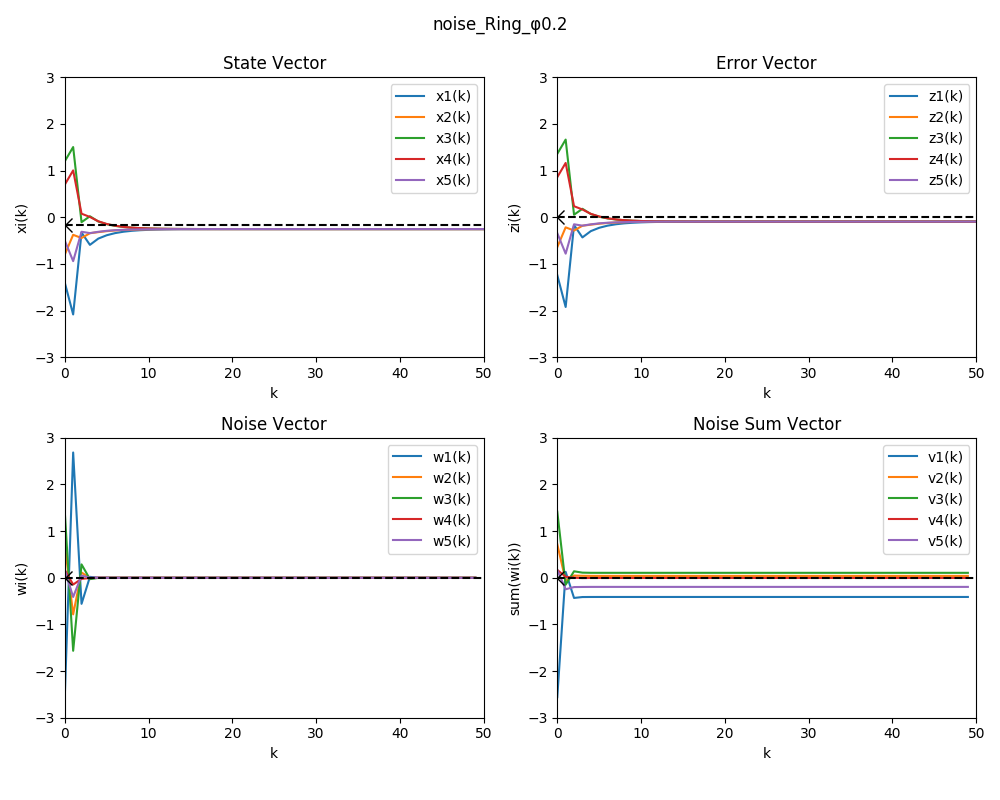 noise_Ring_φ0.2
State Vector
3
2
1
0
−1
−2
−3
xi(k)
x1(k)
x2(k)
x3(k)
x4(k)
x5(k)
0 10 20 30 40 50
k
Error Vector
3
2
1
0
−1
−2
−3
zi(k)
z1(k)
z2(k)
z3(k)
z4(k)
z5(k)
0 10 20 30 40 50
k
Noise Vector
3
2
1
0
−1
−2
−3
wi(k)
w1(k)
w2(k)
w3(k)
w4(k)
w5(k)
0 10 20 30 40 50
k
Noise Sum Vector
3
2
1
0
−1
−2
−3
sum(wi(k))
v1(k)
v2(k)
v3(k)
v4(k)
v5(k)
0 10 20 30 40 50
k